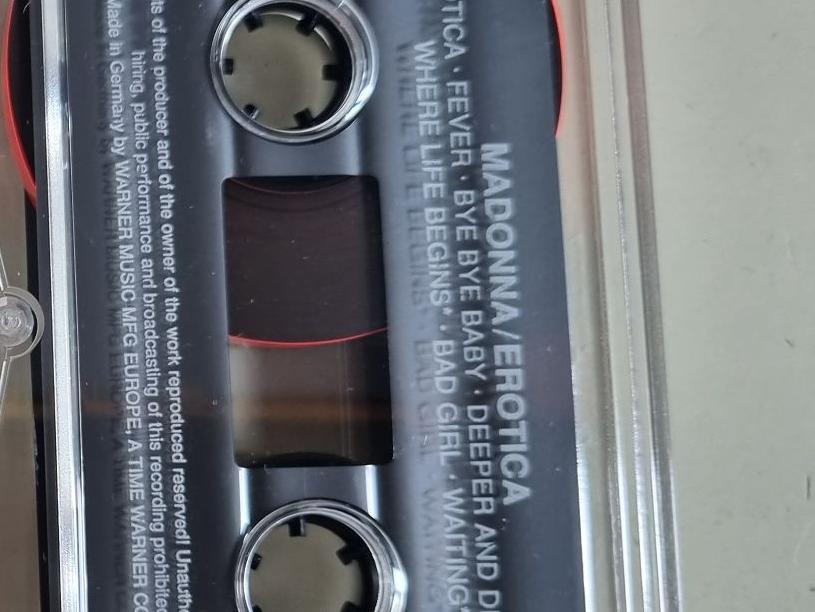 MADONNA/EROTICA
TICA · FEVER · BYE BYE BABY · DEEPER AND D
WHERE LIFE BEGINS* · BAD GIRL · WAITING*
ts of the producer and of the owner of the work reproduced reserved! Unauth
hiring, public performance and broadcasting of this recording prohibited
Made in Germany by WARNER MUSIC MFG EUROPE, A TIME WARNER CO